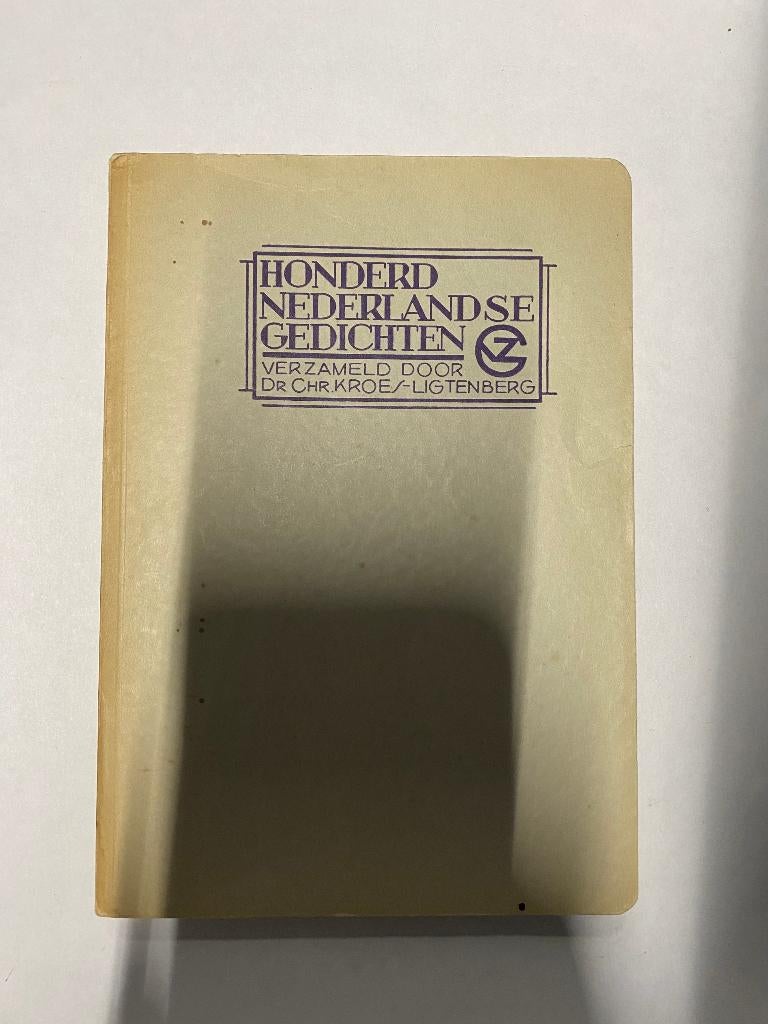 HONDERD
NEDERLANDSE
GEDICHTEN
VERZAMELD DOOR
DR CHR. KROES-LIGTENBERG